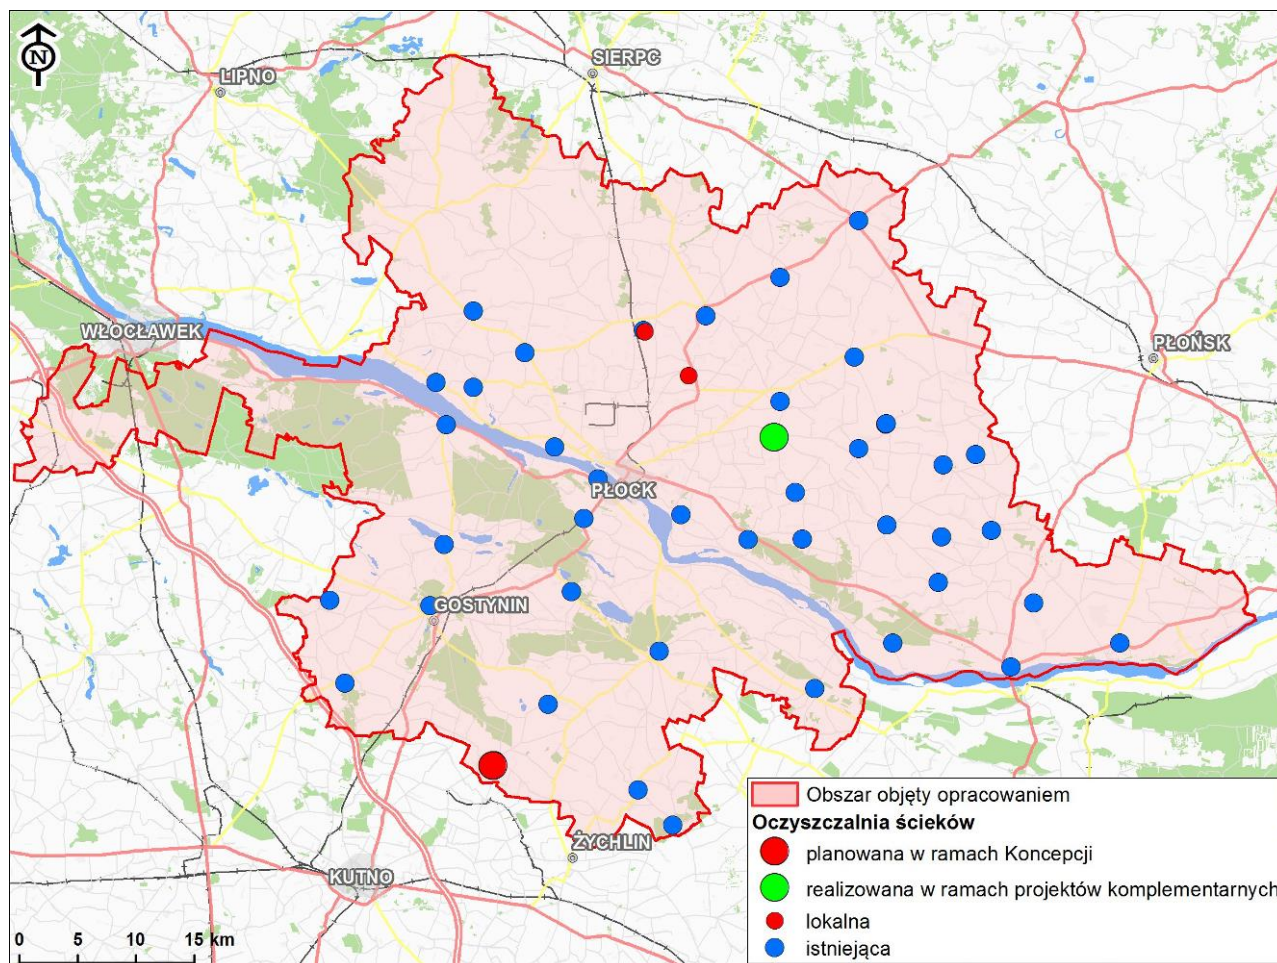 N
SIERPC
LIPNO
WŁOCŁAWEK
PŁOŃSK
PŁOCK
GOSTYNIN
ŻYCHLIN
KUTNO
0 5 10 15 km
Obszar objęty opracowaniem
Oczyszczalnia ścieków
planowana w ramach Koncepcji
realizowana w ramach projektów komplementarnych
lokalna
istniejąca